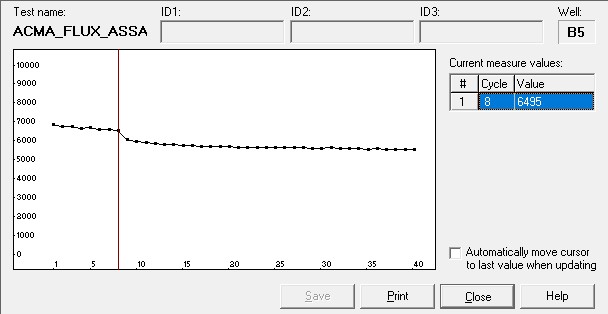 Test name: ID1: ID2: ID3: Well:
ACMA_FLUX_ASSA B5
Current measure values:
# Cycle Value
1 8 6495
10000
9000
8000
7000
6000
5000
4000
3000
2000
1000
0
1 5 10 15 20 25 30 35 40
Automatically move cursor
to last value when updating
Save Print Close Help